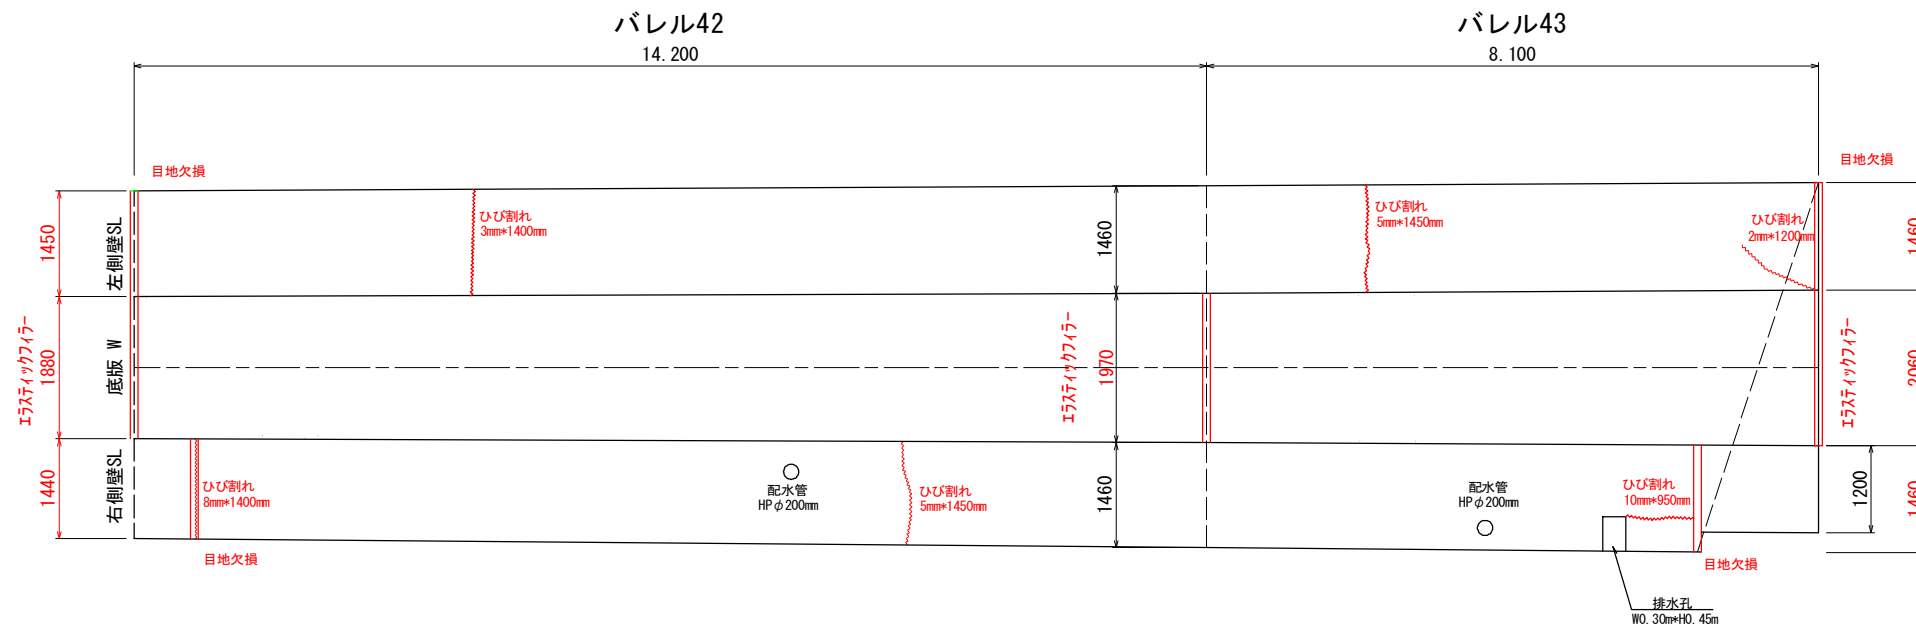 バレル42
バレル43
14.200
8.100
目地欠損
目地欠損
ひび割れ
3mm*1400mm
ひび割れ
5mm*1450mm
ひび割れ
2mm*1200mm
1450
左側壁SL
1460
1460
エラスティックフィラー
1880
底版 W
エラスティックフィラー
1970
エラスティックフィラー
2060
1440
右側壁SL
ひび割れ
8mm*1400mm
配水管
HPφ200mm
ひび割れ
5mm*1450mm
1460
配水管
HPφ200mm
ひび割れ
10mm*950mm
1200
1460
目地欠損
目地欠損
排水孔
W0.30m*H0.45m